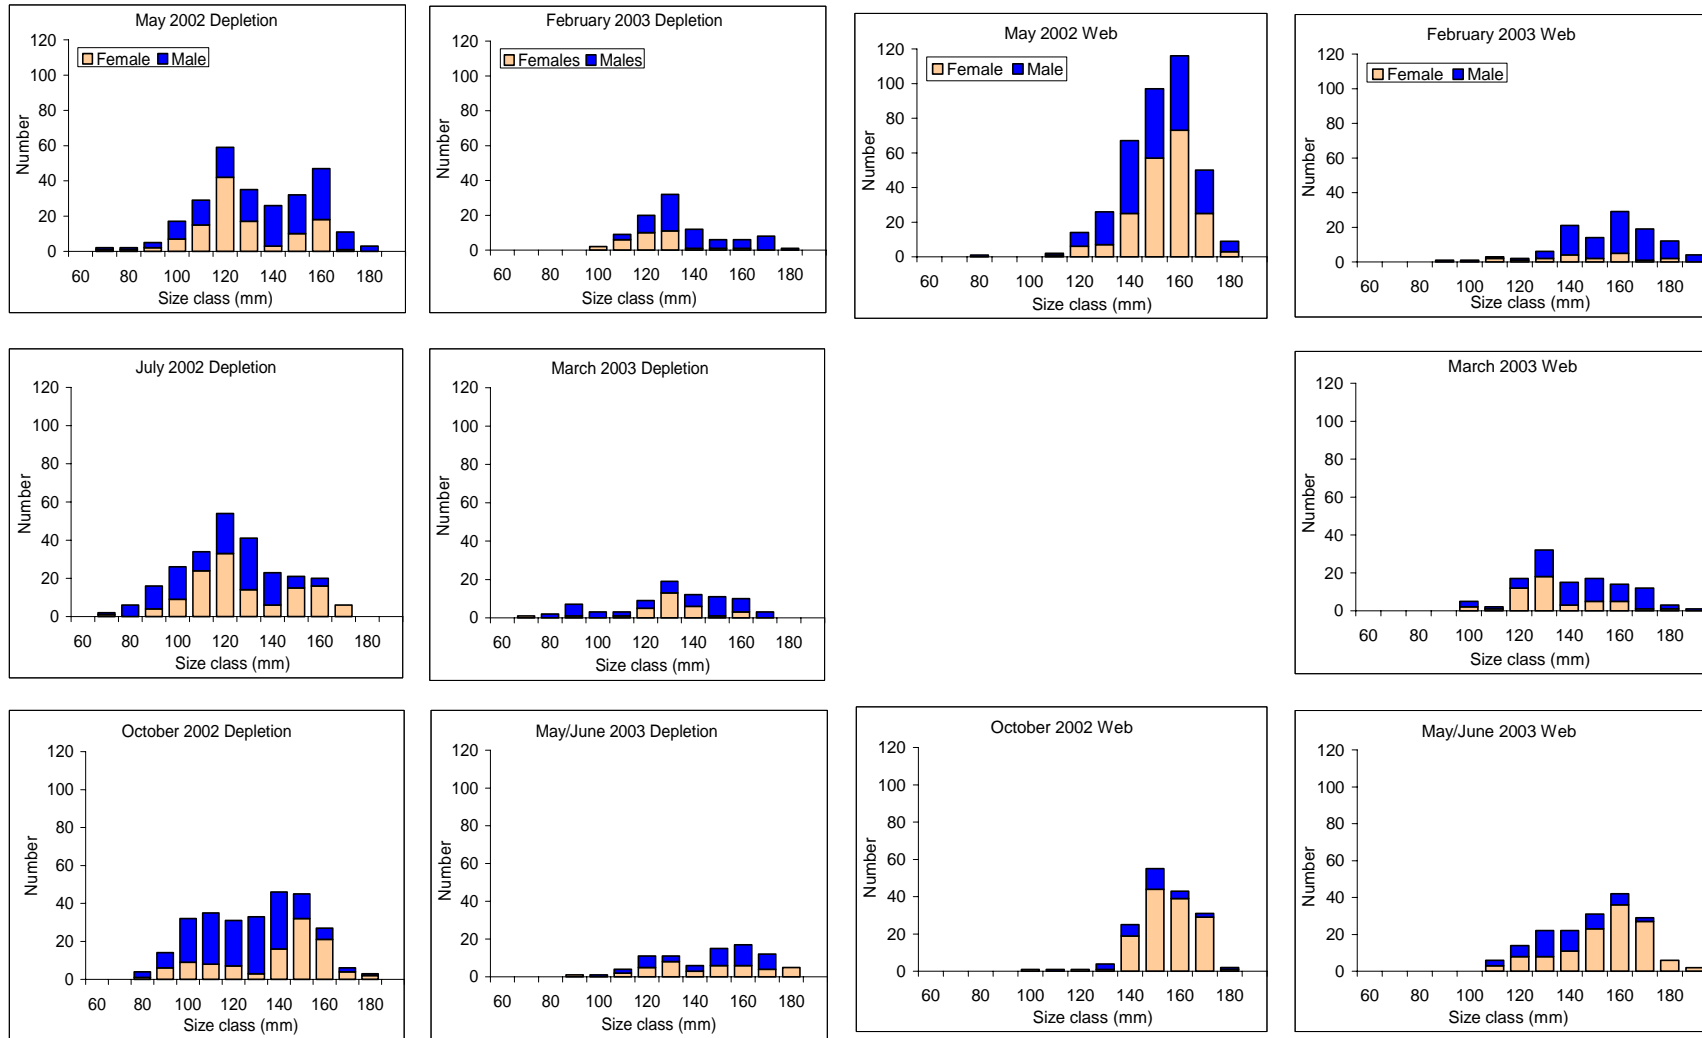 May 2002 Depletion
120
100
80
60
40
20
0
Number
Female Male
60 80 100 120 140 160 180
Size class (mm)
February 2003 Depletion
120
100
80
60
40
20
0
Number
Females Males
60 80 100 120 140 160 180
Size class (mm)
May 2002 Web
120
100
80
60
40
20
0
Number
Female Male
60 80 100 120 140 160 180
Size class (mm)
February 2003 Web
120
100
80
60
40
20
0
Number
Female Male
60 80 100 120 140 160 180
Size class (mm)
July 2002 Depletion
120
100
80
60
40
20
0
Number
60 80 100 120 140 160 180
Size class (mm)
March 2003 Depletion
120
100
80
60
40
20
0
Number
60 80 100 120 140 160 180
Size class (mm)
March 2003 Web
120
100
80
60
40
20
0
Number
60 80 100 120 140 160 180
Size class (mm)
October 2002 Depletion
120
100
80
60
40
20
0
Number
60 80 100 120 140 160 180
Size class (mm)
May/June 2003 Depletion
120
100
80
60
40
20
0
Number
60 80 100 120 140 160 180
Size class (mm)
October 2002 Web
120
100
80
60
40
20
0
Number
60 80 100 120 140 160 180
Size class (mm)
May/June 2003 Web
120
100
80
60
40
20
0
Number
60 80 100 120 140 160 180
Size class (mm)